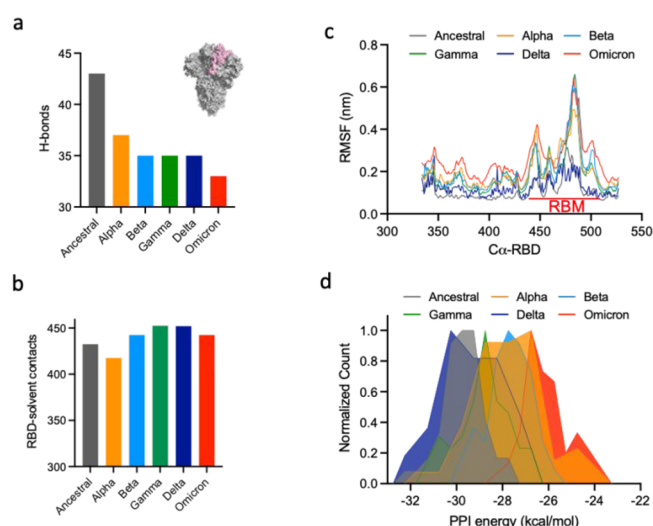 a
45
40
35
30
H-bonds
Ancestral
Alpha
Beta
Gamma
Delta
Omicron
b
450
400
350
300
RBD-solvent contacts
Ancestral
Alpha
Beta
Gamma
Delta
Omicron
c
Ancestral Alpha Beta
Gamma Delta Omicron
0.8
0.6
0.4
0.2
0.0
RMSF (nm)
RBM
300 350 400 450 500 550
Cα-RBD
d
Ancestral Alpha Beta
Gamma Delta Omicron
1.0
0.8
0.6
0.4
0.2
0
Normalized Count
-32 -30 -28 -26 -24 -22
PPI energy (kcal/mol)